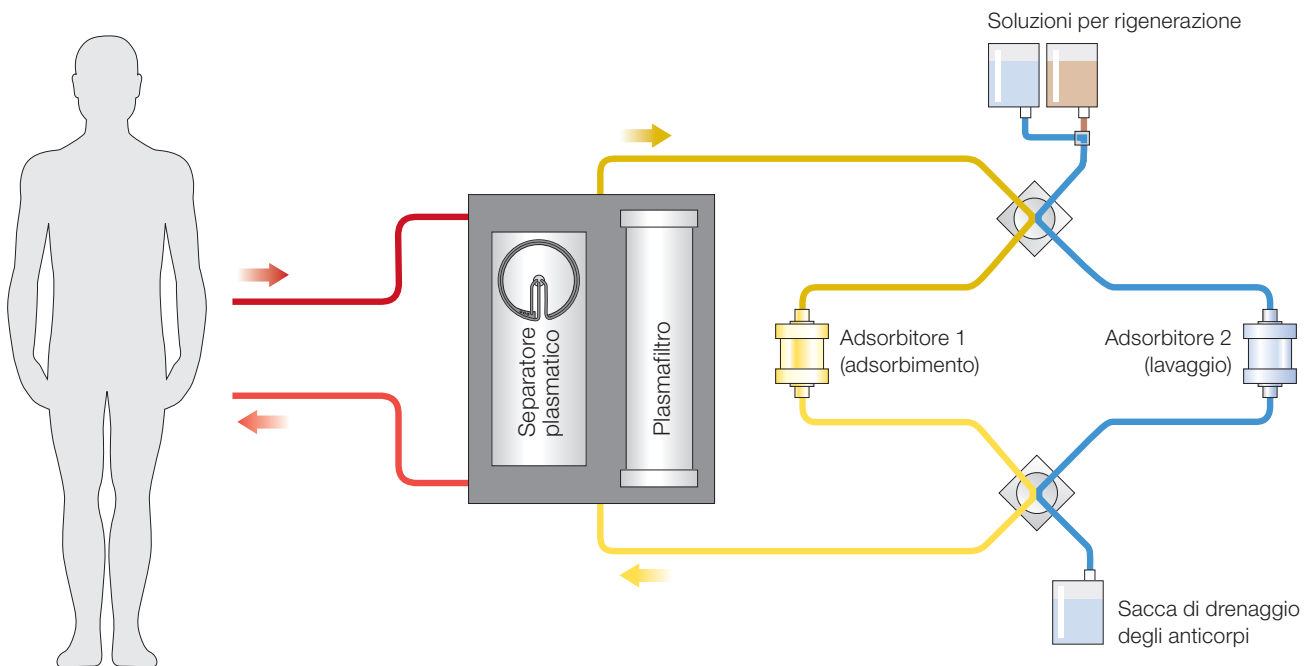 Soluzioni per rigenerazione
Separatore
plasmatico
Plasmafiltro
Adsorbitore 1
(adsorbimento)
Adsorbitore 2
(lavaggio)
Sacca di drenaggio
degli anticorpi